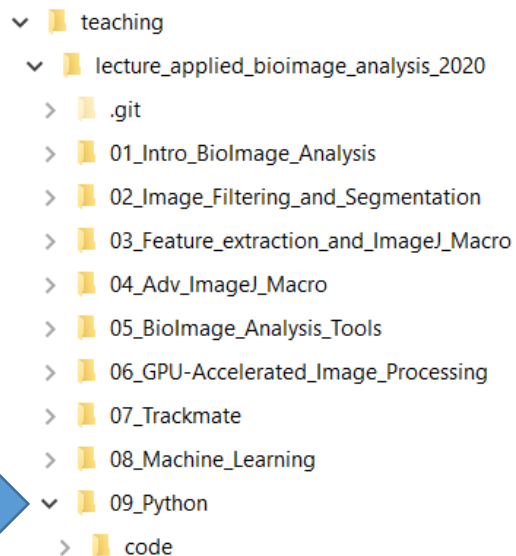 teaching
lecture_applied_bioimage_analysis_2020
.git
01_Intro_BioImage_Analysis
02_Image_Filtering_and_Segmentation
03_Feature_extraction_and_ImageJ_Macro
04_Adv_ImageJ_Macro
05_BioImage_Analysis_Tools
06_GPU-Accelerated_Image_Processing
07_Trackmate
08_Machine_Learning
09_Python
code